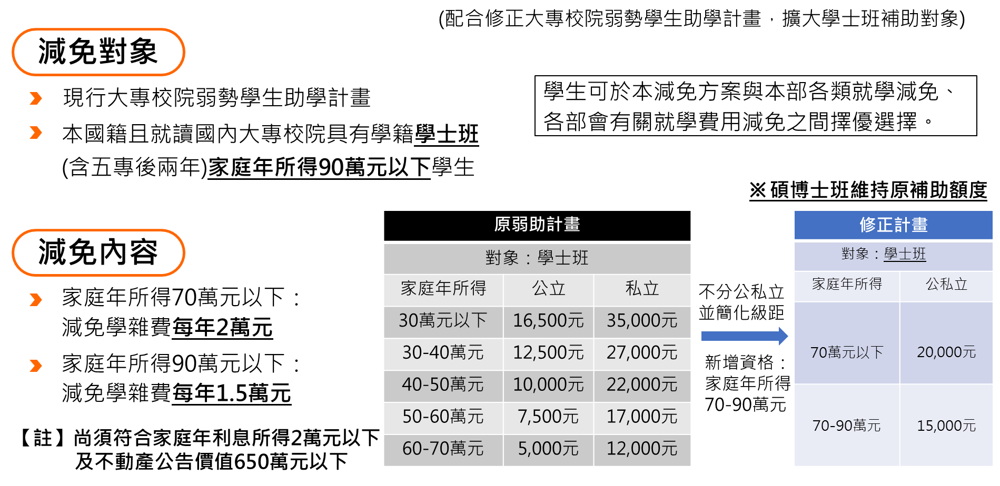 (配合修正大專校院弱勢學生助學計畫，擴大學士班補助對象)
減免對象
現行大專校院弱勢學生助學計畫
本國籍且就讀國內大專校院具有學籍學士班
(含五專後兩年)家庭年所得90萬元以下學生
學生可於本減免方案與本部各類就學減免、
各部會有關就學費用減免之間擇優選擇。
減免內容
家庭年所得70萬元以下：
減免學雜費每年2萬元
家庭年所得90萬元以下：
減免學雜費每年1.5萬元
【註】尚須符合家庭年利息所得2萬元以下
及不動產公告價值650萬元以下
※碩博士班維持原補助額度
原弱助計畫
對象：學士班
家庭年所得 公立 私立
30萬元以下 16,500元 35,000元
30-40萬元 12,500元 27,000元
40-50萬元 10,000元 22,000元
50-60萬元 7,500元 17,000元
60-70萬元 5,000元 12,000元
不分公私立
並簡化級距
新增資格：
家庭年所得
70-90萬元
修正計畫
對象：學士班
家庭年所得 公私立
70萬元以下 20,000元
70-90萬元 15,000元